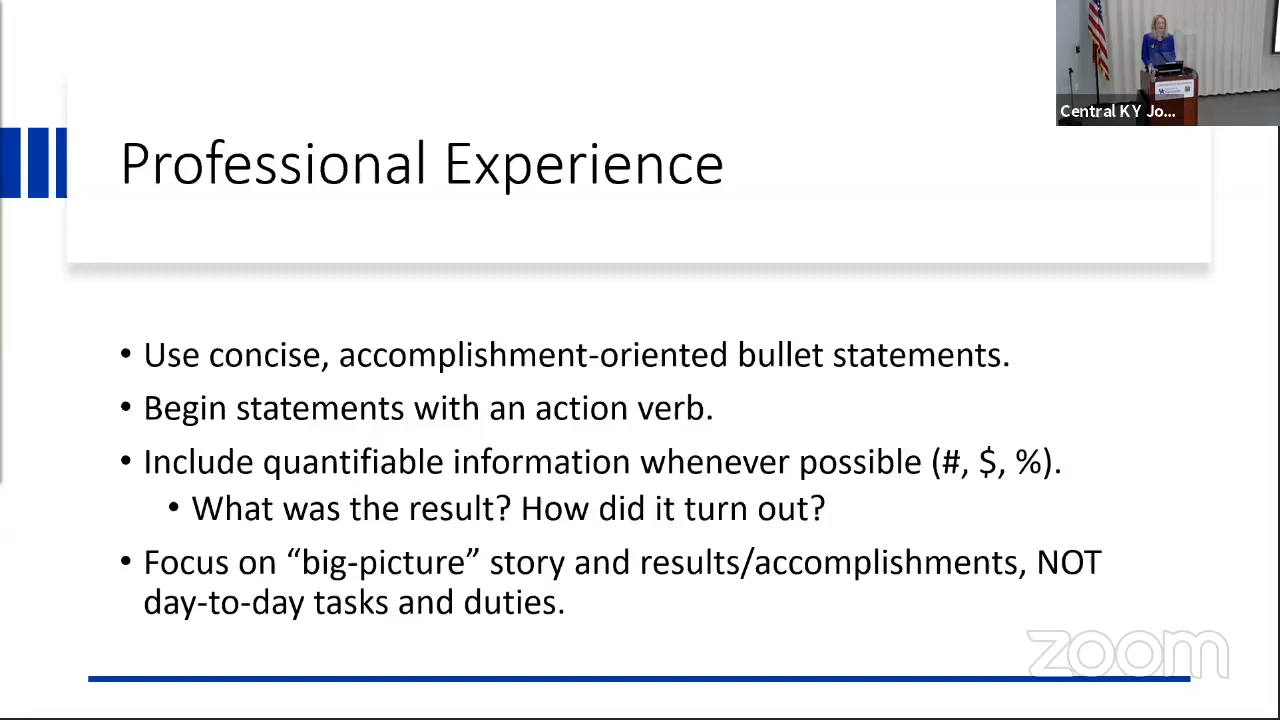 Central KY Jo...
Professional Experience
• Use concise, accomplishment-oriented bullet statements.
• Begin statements with an action verb.
• Include quantifiable information whenever possible (#, $, %).
• What was the result? How did it turn out?
• Focus on “big-picture” story and results/accomplishments, NOT
day-to-day tasks and duties.
zoom